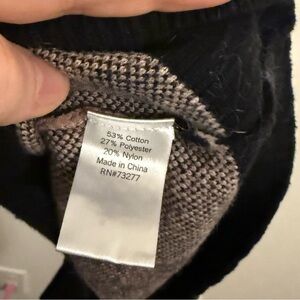 53% Cotton
27% Polyester
20% Nylon
Made in China
RN#73277